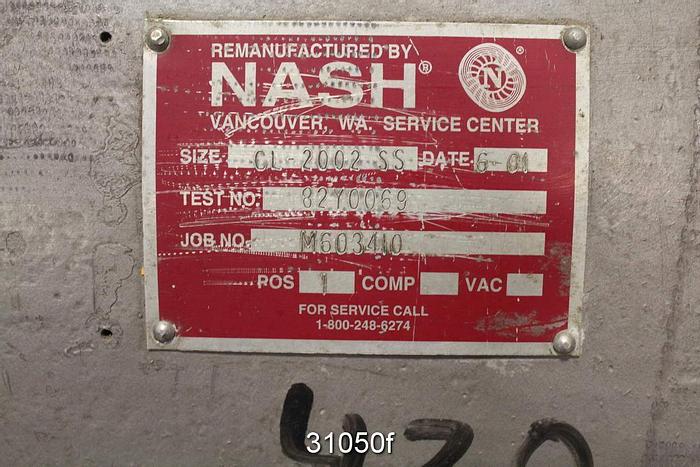 REMANUFACTURED BY
NASH®
N ®
VANCOUVER, WA. SERVICE CENTER
SIZE CL-2002 SS DATE 6-01
TEST NO. 82Y0069
JOB NO. M603410
POS 1 COMP VAC
FOR SERVICE CALL
1-800-248-6274
31050f